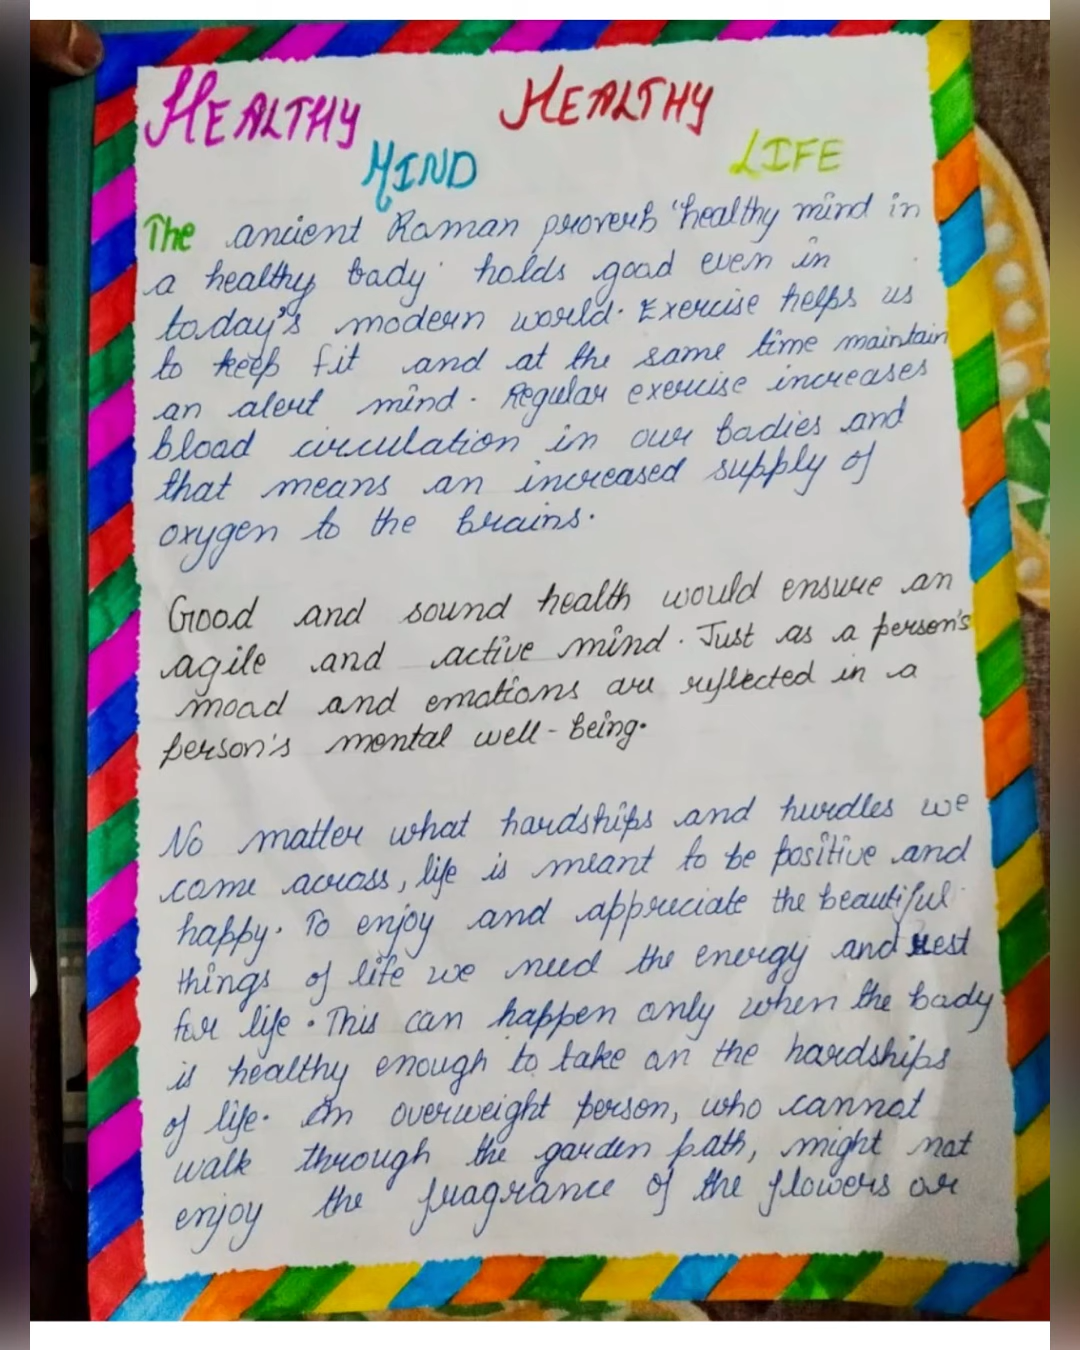 HEALTHY HEALTHY
MIND LIFE
The ancient Roman proverb 'healthy mind in
a healthy body' holds good even in
today's modern world. Exercise helps us
to keep fit and at the same time maintain
an alert mind. Regular exercise increases
blood circulation in our bodies and
that means an increased supply of
oxygen to the brains.
Good and sound health would ensure an
agile and active mind. Just as a person's
mood and emotions are reflected in a
person's mental well-being.
No matter what hardships and hurdles we
come across, life is meant to be positive and
happy. To enjoy and appreciate the beautiful
things of life we need the energy and zest
for life. This can happen only when the body
is healthy enough to take on the hardships
of life. An overweight person, who cannot
walk through the garden path, might not
enjoy the fragrance of the flowers or